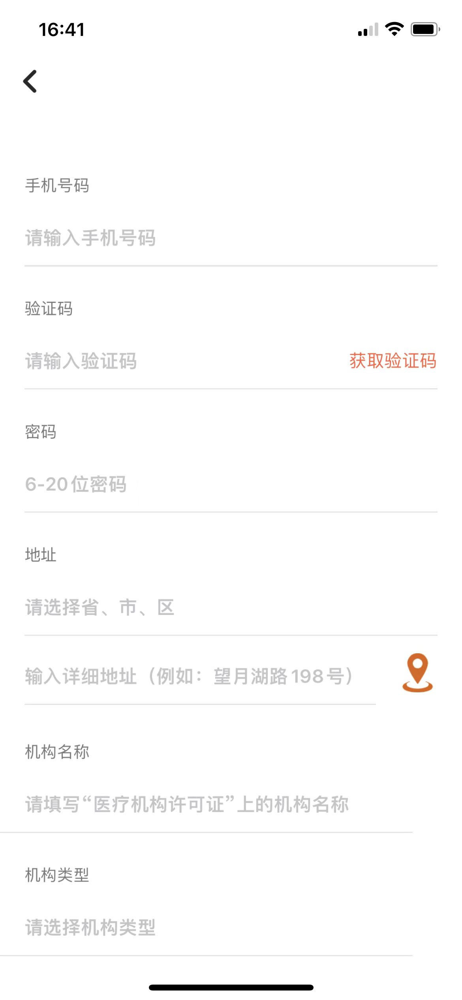 16:41
手机号码
请输入手机号码
验证码
请输入验证码 获取验证码
密码
6-20位密码
地址
请选择省、市、区
输入详细地址（例如：望月湖路198号）
机构名称
请填写“医疗机构许可证”上的机构名称
机构类型
请选择机构类型